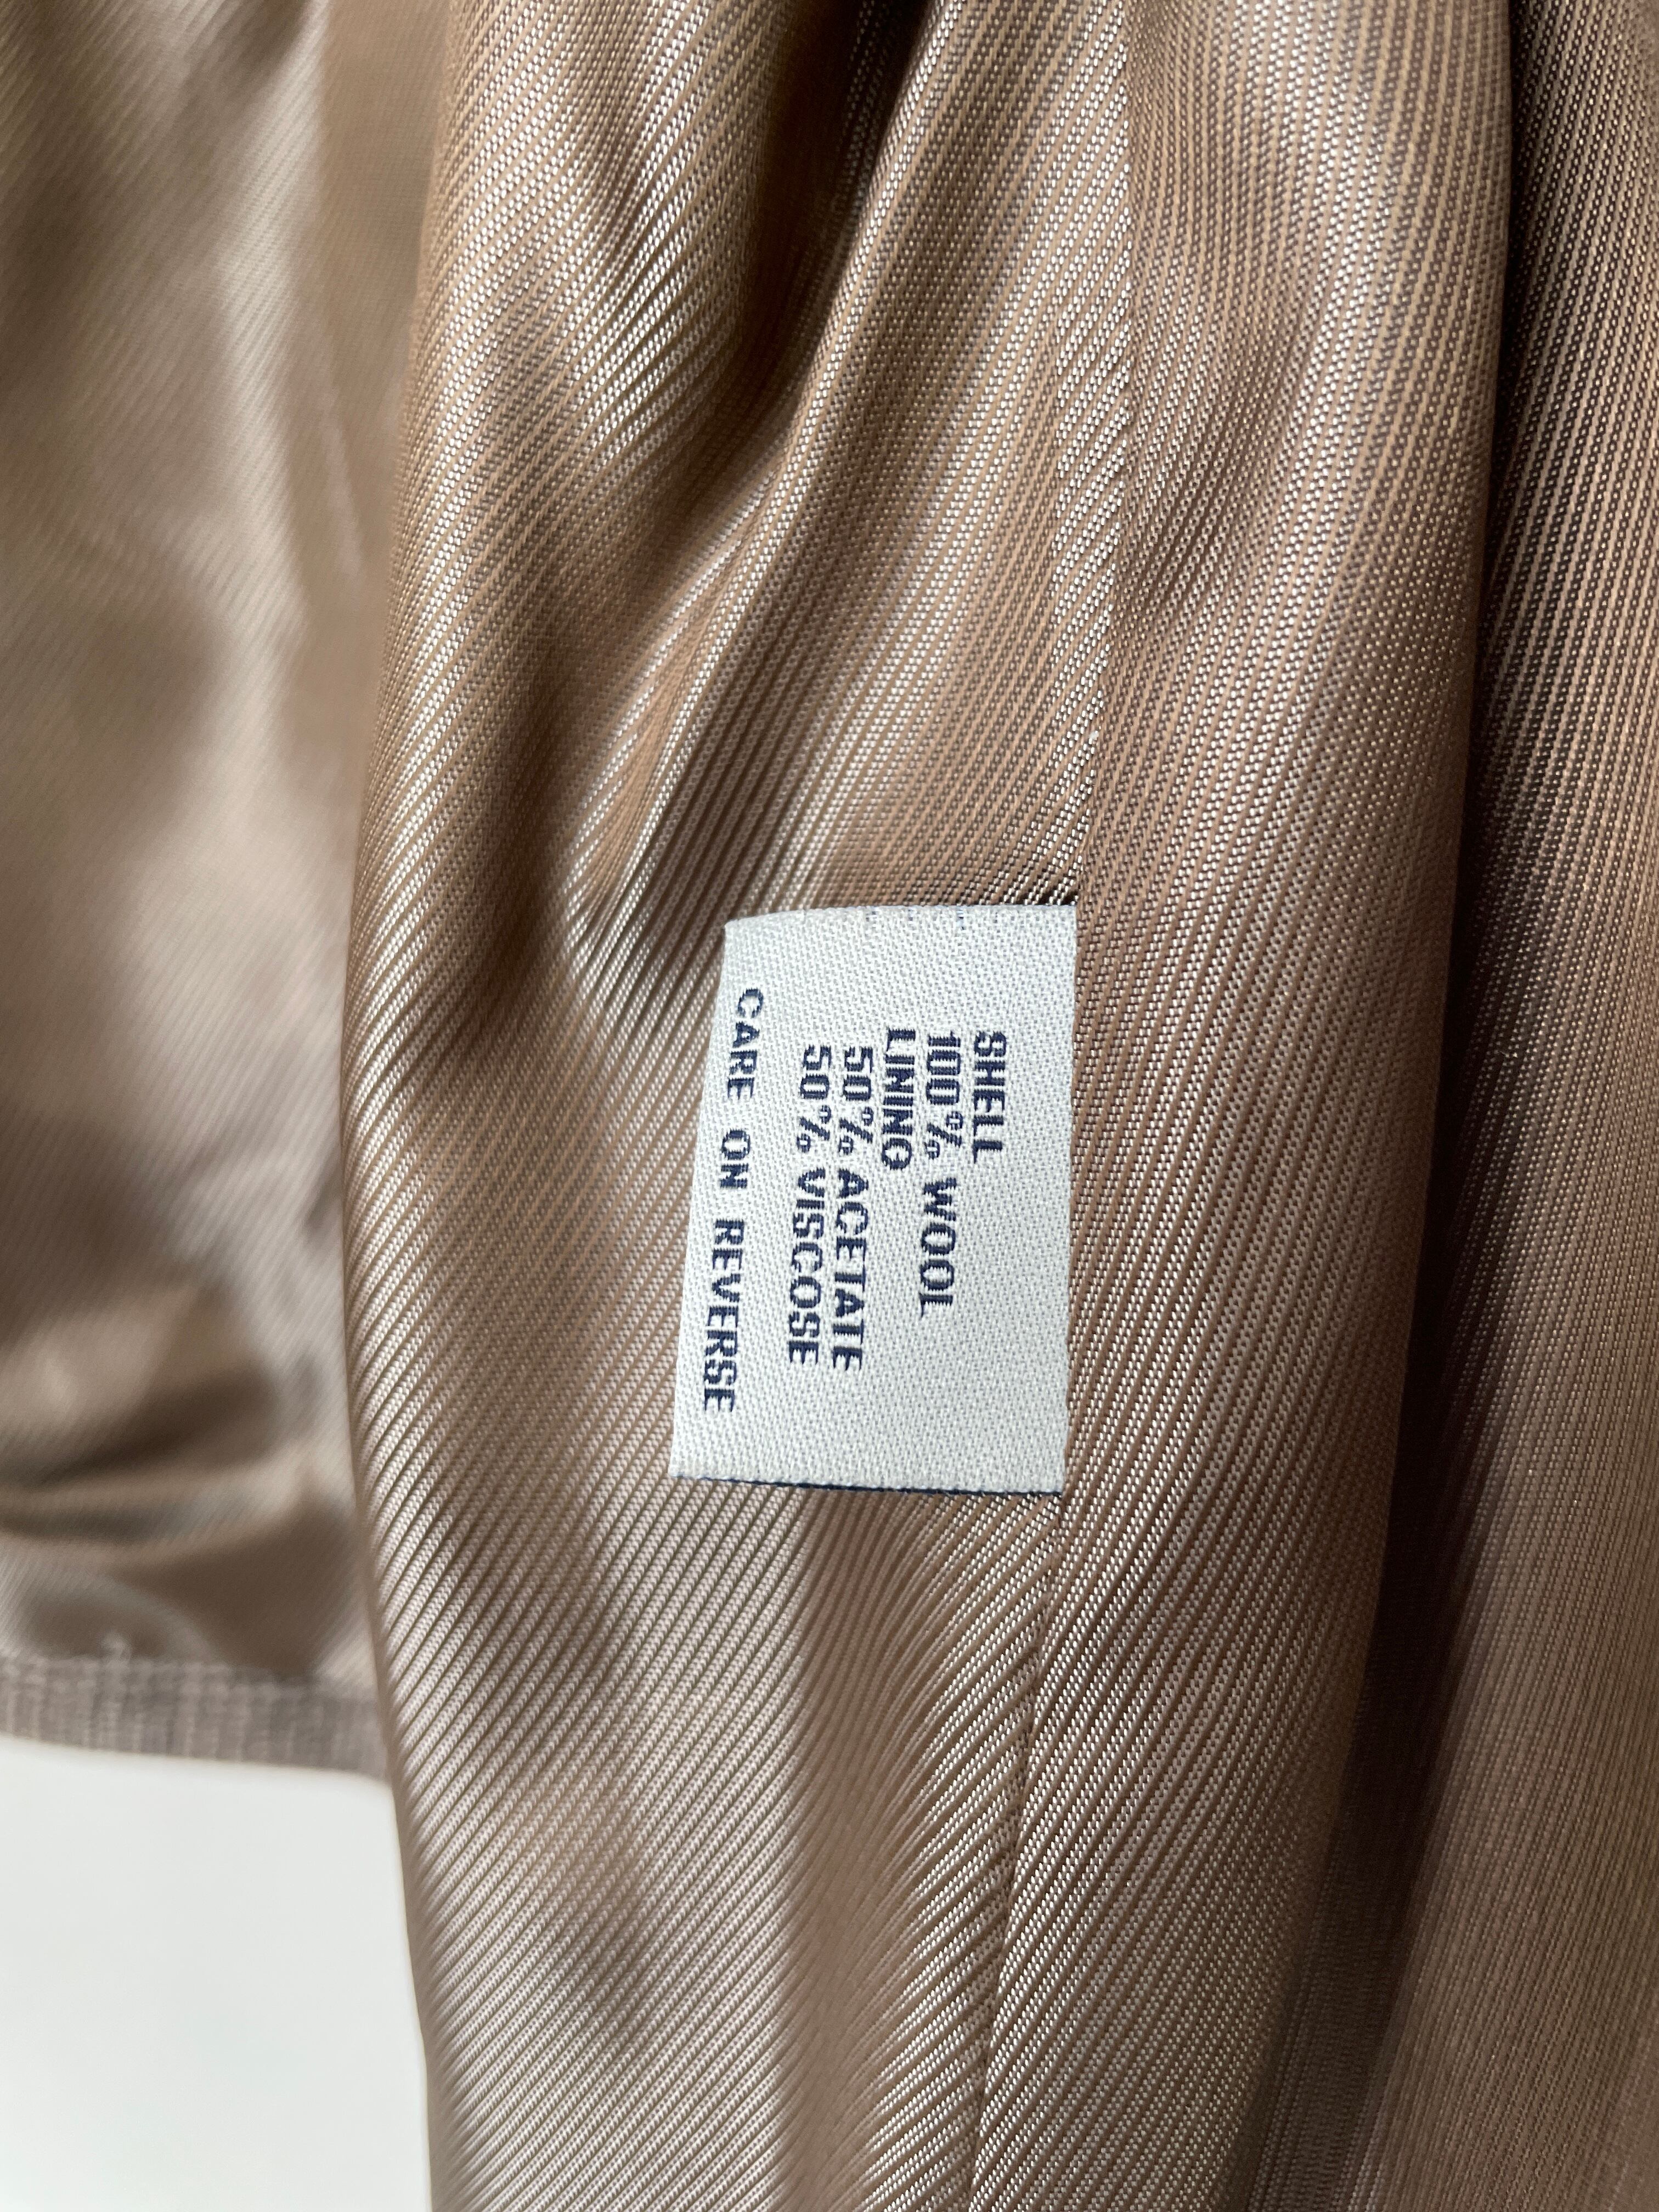 SHELL
100% WOOL
LINING
50% ACETATE
50% VISCOSE
CARE ON REVERSE